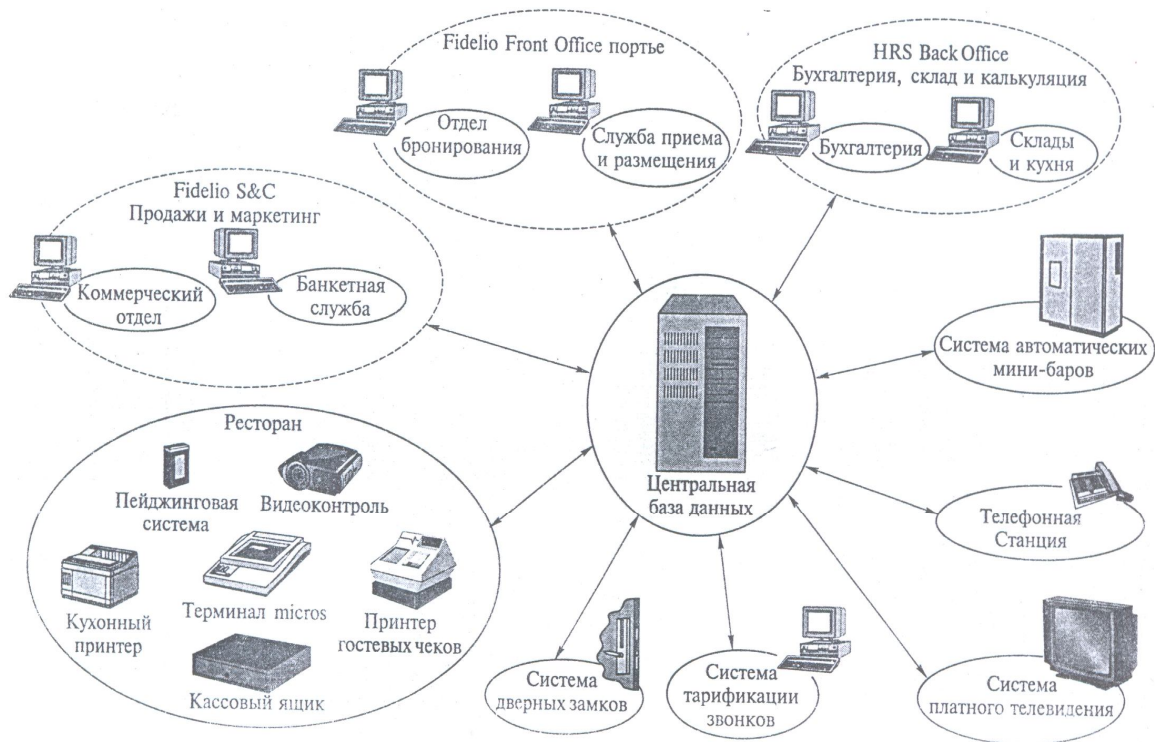 Fidelio Front Office портье
Отдел
бронирования
Служба приема
и размещения
HRS Back Office
Бухгалтерия, склад и калькуляция
Бухгалтерия
Склады
и кухня
Fidelio S&C
Продажи и маркетинг
Коммерческий
отдел
Банкетная
служба
Система автоматических
мини-баров
Ресторан
Пейджинговая
система
Видеоконтроль
Кухонный
принтер
Терминал micros
Принтер
гостевых чеков
Кассовый ящик
Центральная
база данных
Телефонная
Станция
Система
дверных замков
Система
тарификации
звонков
Система
платного телевидения